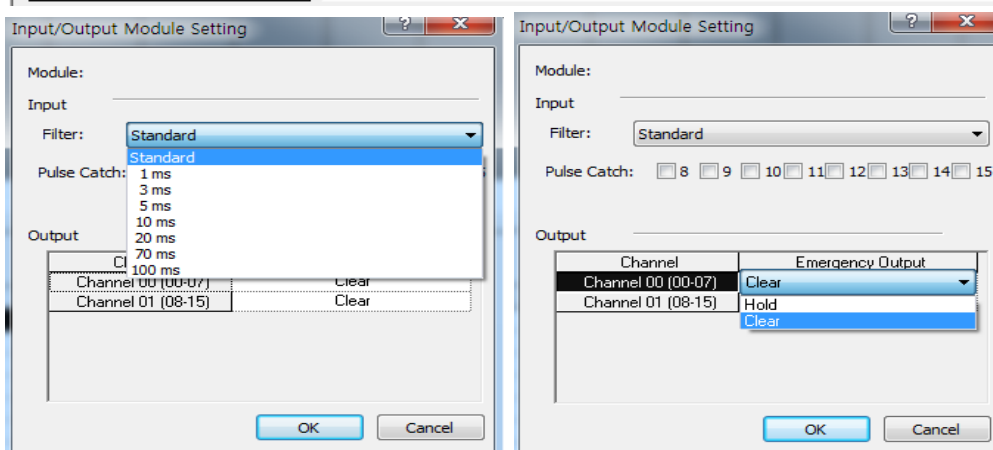 Input/Output Module Setting
Module:
Input
Filter: Standard
Standard
1 ms
3 ms
5 ms
10 ms
20 ms
70 ms
100 ms
Pulse Catch:
Output
Channel 00 (00-07) Clear
Channel 01 (08-15) Clear
OK Cancel
Input/Output Module Setting
Module:
Input
Filter: Standard
Pulse Catch: 8 9 10 11 12 13 14 15
Output
Channel Emergency Output
Channel 00 (00-07) Clear
Channel 01 (08-15)
Hold
Clear
OK Cancel